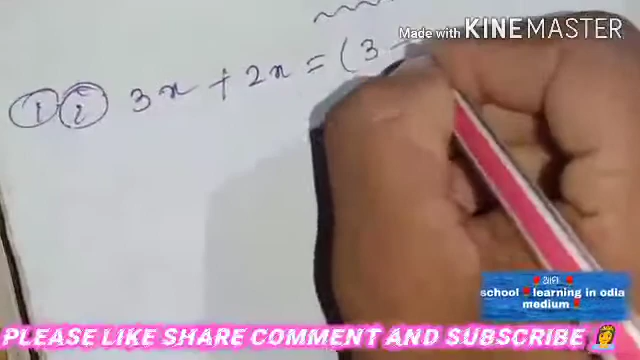 Made with KINEMASTER
① ⓘ 3x + 2x = (3 -
school learning in odia
medium
PLEASE LIKE SHARE COMMENT AND SUBSCRIBE